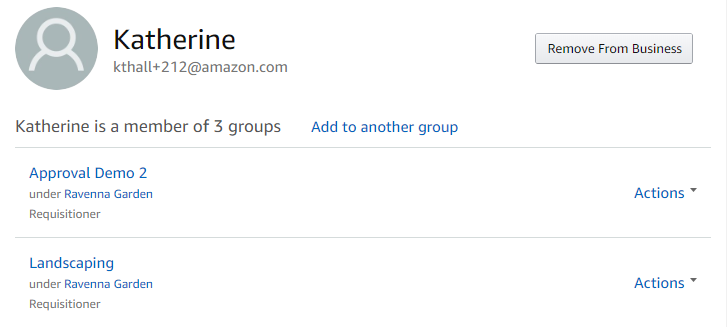 Katherine
Remove From Business
kthall+212@amazon.com
Katherine is a member of 3 groups Add to another group
Approval Demo 2
under Ravenna Garden
Actions
Requisitioner
Landscaping
under Ravenna Garden
Actions
Requisitioner